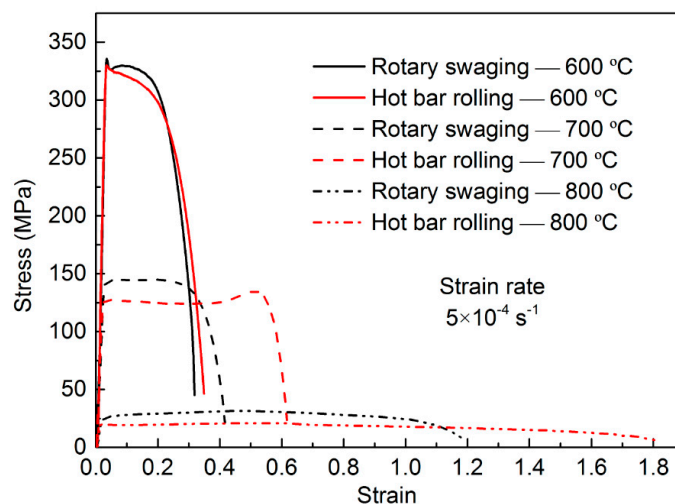 350
300
250
200
150
100
50
0
Stress (MPa)
Rotary swaging — 600 ºC
Hot bar rolling — 600 ºC
Rotary swaging — 700 ºC
Hot bar rolling — 700 ºC
Rotary swaging — 800 ºC
Hot bar rolling — 800 ºC
Strain rate
5×10⁻⁴ s⁻¹
0.0 0.2 0.4 0.6 0.8 1.0 1.2 1.4 1.6 1.8
Strain